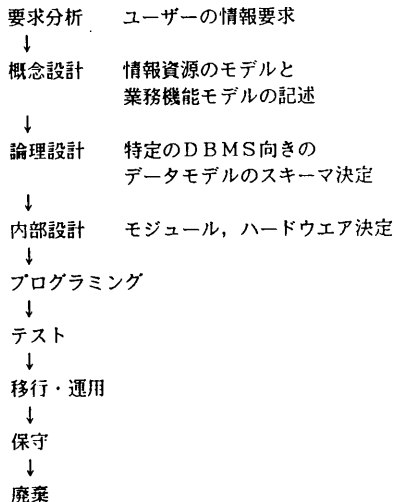 要求分析　ユーザーの情報要求
↓
概念設計　情報資源のモデルと
業務機能モデルの記述
↓
論理設計　特定のＤＢＭＳ向きの
データモデルのスキーマ決定
↓
内部設計　モジュール，ハードウエア決定
↓
プログラミング
↓
テスト
↓
移行・運用
↓
保守
↓
廃棄